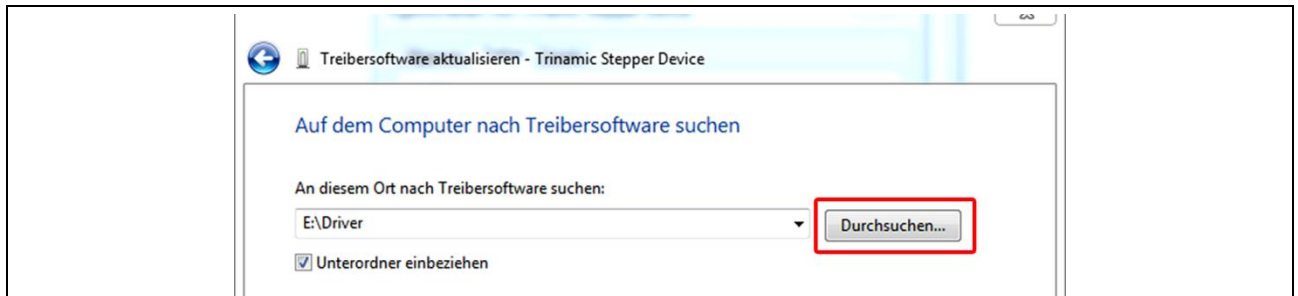 Treibersoftware aktualisieren - Trinamic Stepper Device
Auf dem Computer nach Treibersoftware suchen
An diesem Ort nach Treibersoftware suchen:
E:\Driver
Durchsuchen...
Unterordner einbeziehen